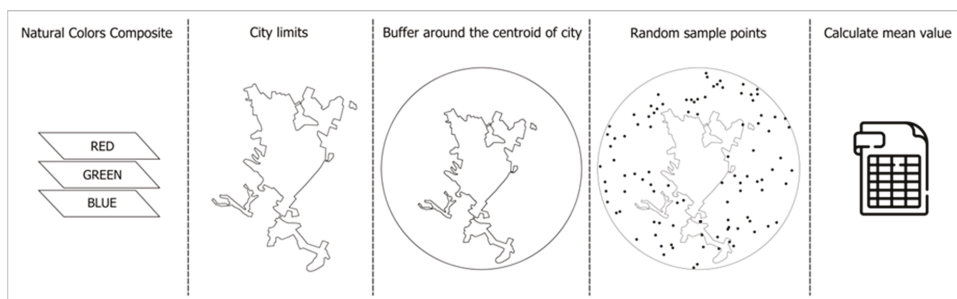 Natural Colors Composite
City limits
Buffer around the centroid of city
Random sample points
Calculate mean value
RED
GREEN
BLUE